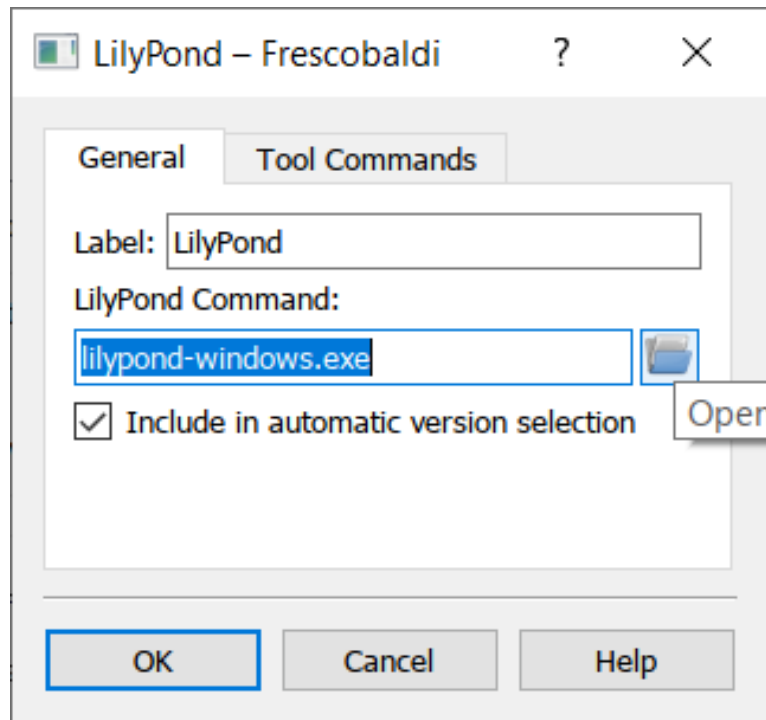 LilyPond – Frescobaldi ?
General Tool Commands
Label: LilyPond
LilyPond Command:
lilypond-windows.exe
Include in automatic version selection
OK Cancel Help